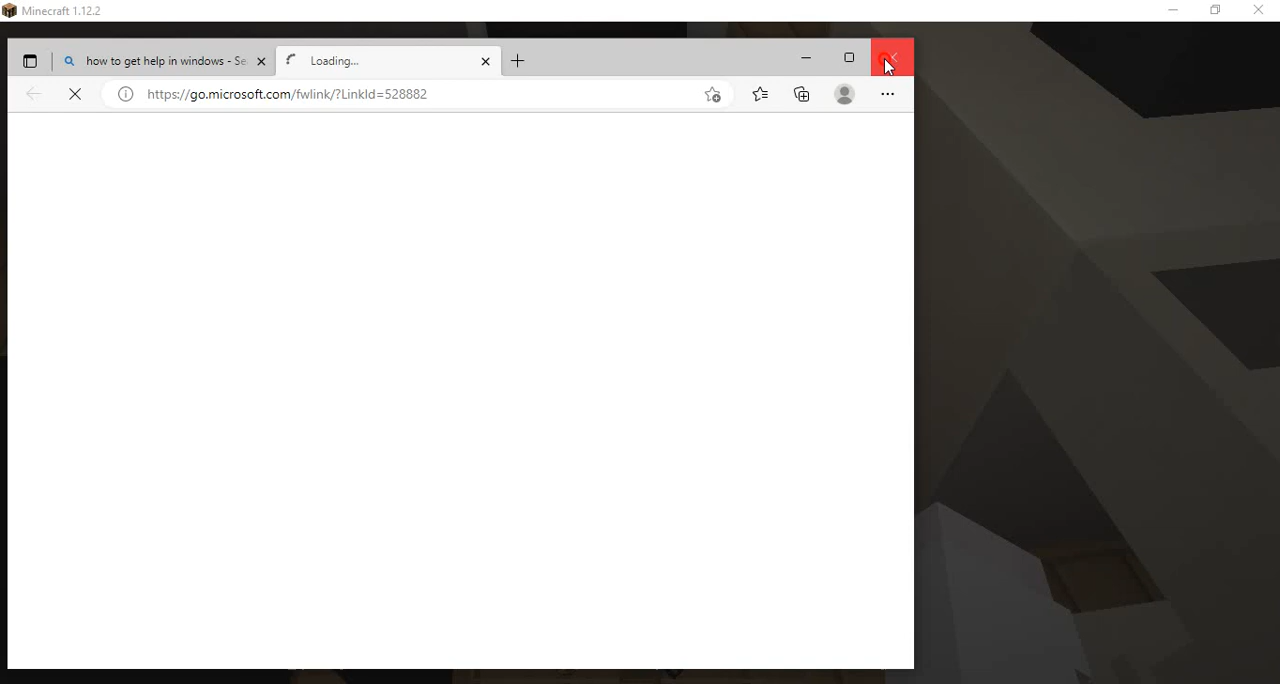 Minecraft 1.12.2
how to get help in windows - Se
Loading...
https://go.microsoft.com/fwlink/?LinkId=528882